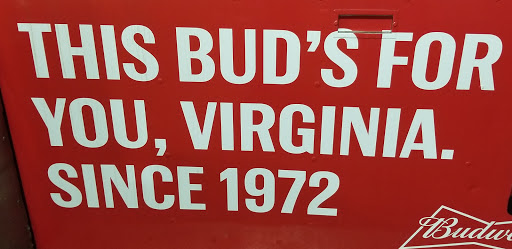 THIS BUD'S FOR
YOU, VIRGINIA.
SINCE 1972